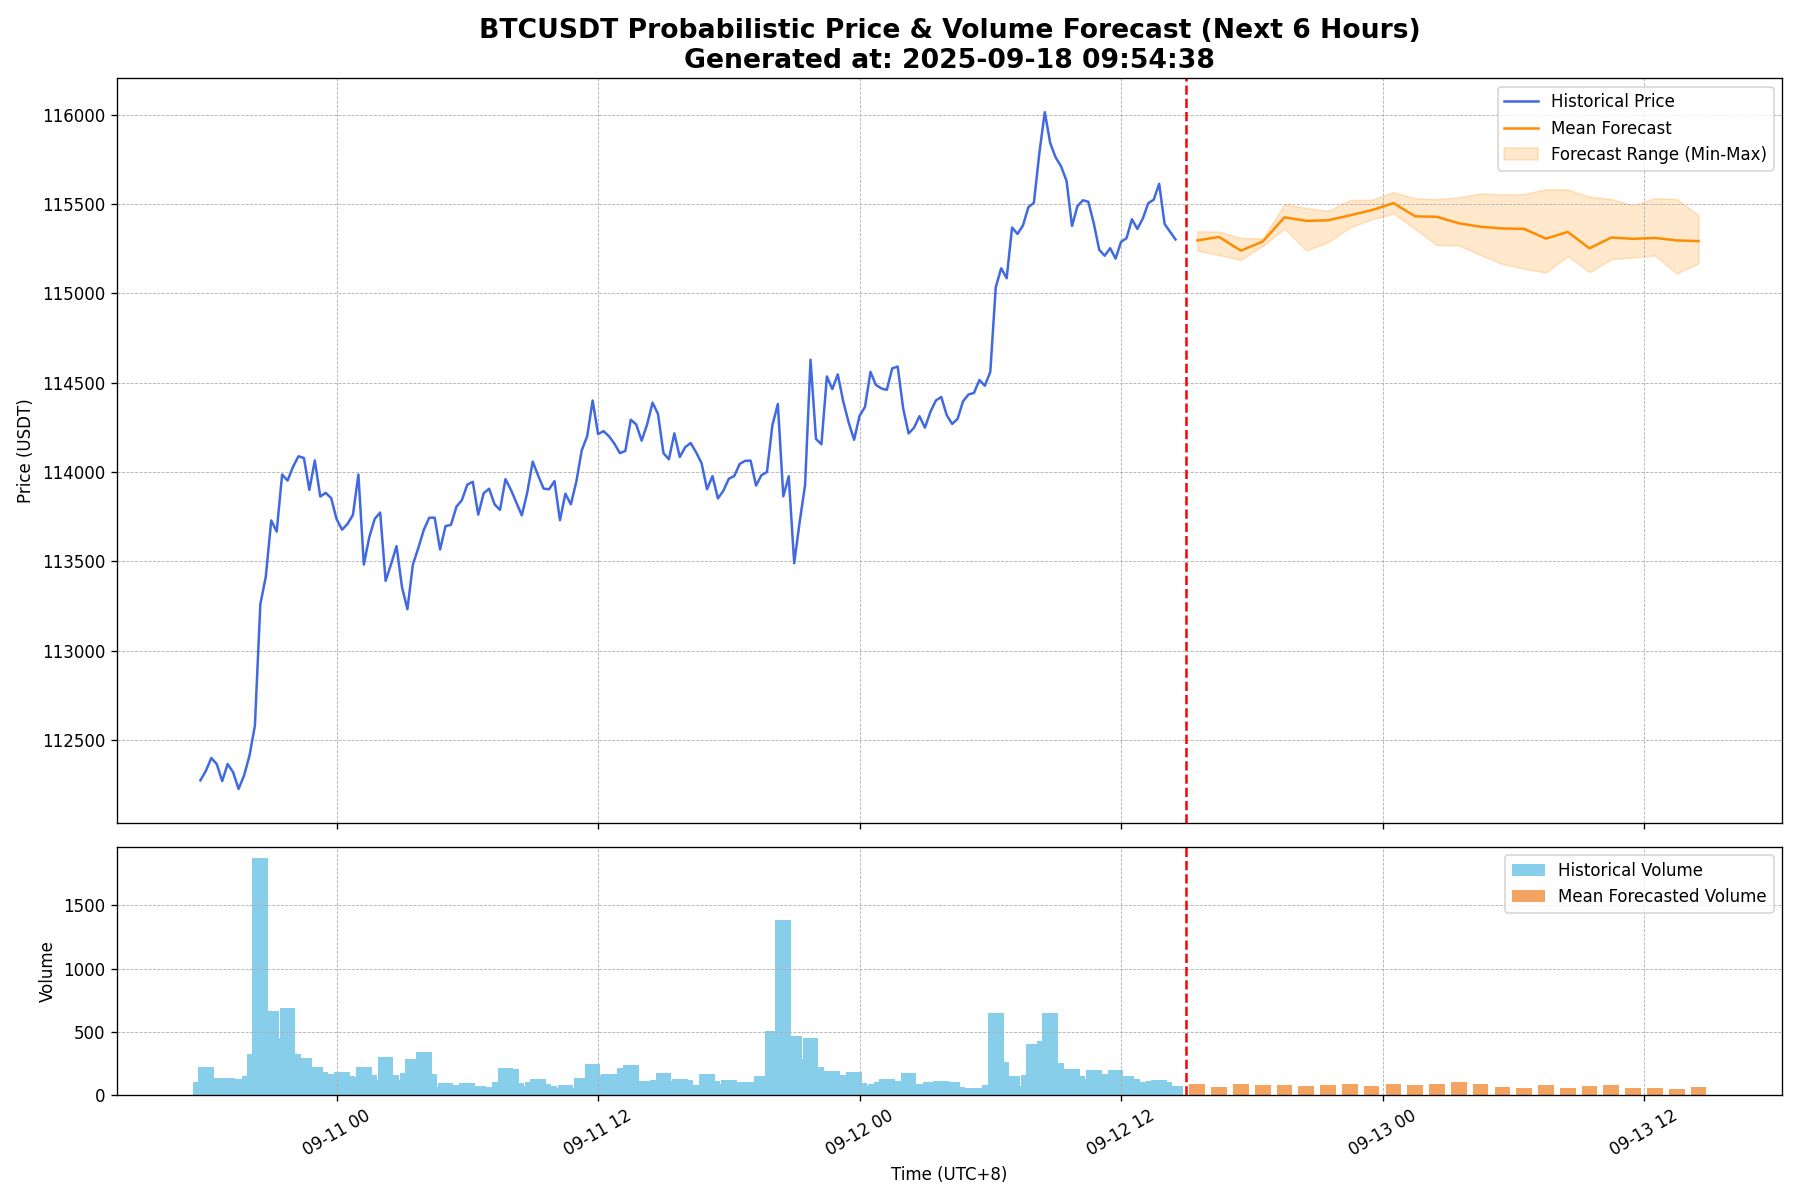 BTCUSDT Probabilistic Price & Volume Forecast (Next 6 Hours)
Generated at: 2025-09-18 09:54:38
Historical Price
Mean Forecast
Forecast Range (Min-Max)
116000
115500
115000
114500
114000
113500
113000
112500
Price (USDT)
Historical Volume
Mean Forecasted Volume
1500
1000
500
0
Volume
09-11 00
09-11 12
09-12 00
09-12 12
09-13 00
09-13 12
Time (UTC+8)